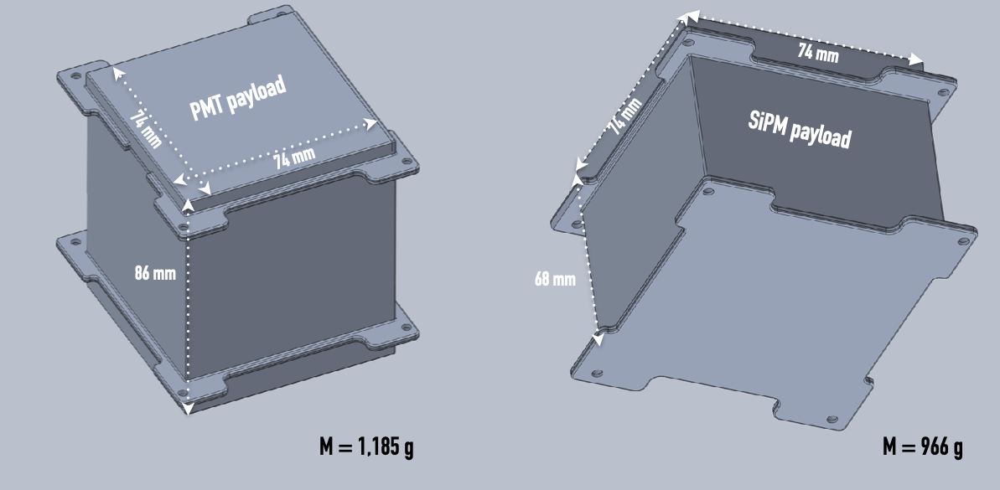 PMT payload
74 mm
74 mm
86 mm
M = 1,185 g
74 mm
74 mm
SiPM payload
68 mm
M = 966 g